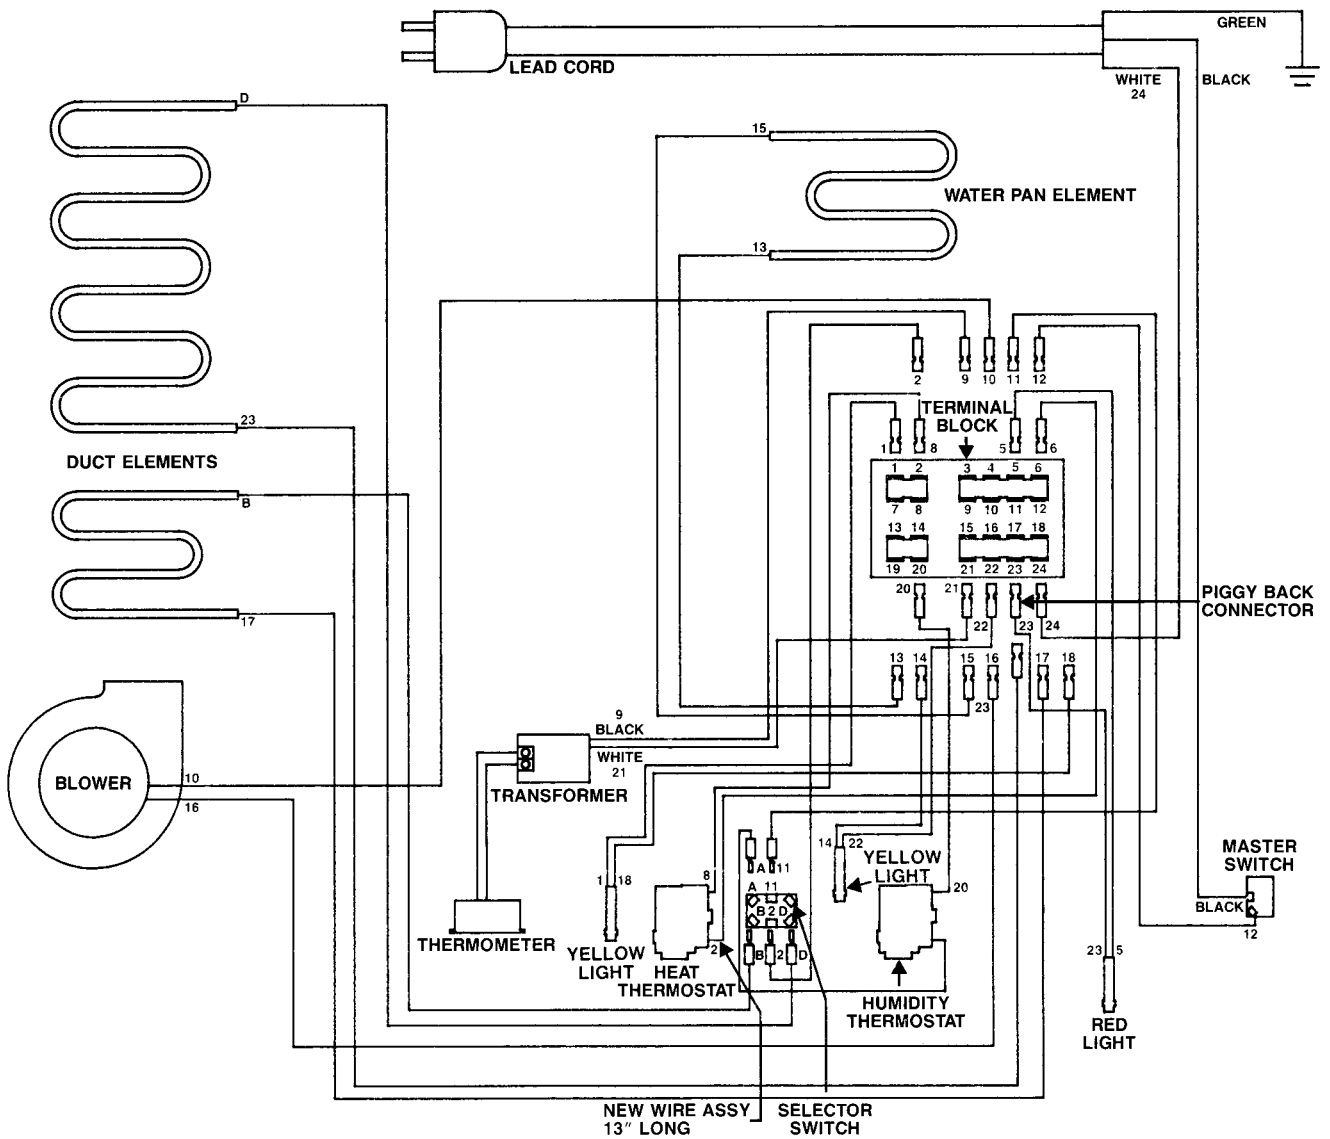 GREEN
LEAD CORD
WHITE
24
BLACK
D
15
WATER PAN ELEMENT
13
2 9 10 11 12
TERMINAL
BLOCK
23
1 8 5 6
DUCT ELEMENTS
1 2 3 4 5 6
B
7 8 9 10 11 12
13 14 15 16 17 18
19 20 21 22 23 24
20 21
PIGGY BACK
CONNECTOR
17
22 23 24
13 14 15 16 17 18
23
9
BLACK
WHITE
21
BLOWER
10
TRANSFORMER
16
14 22
YELLOW
LIGHT
MASTER
SWITCH
A 11
1 18
8
A 11
20
B 2 D
BLACK
12
THERMOMETER
YELLOW
LIGHT
2
HEAT
THERMOSTAT
B 2 D
23 5
HUMIDITY
THERMOSTAT
RED
LIGHT
NEW WIRE ASSY
13" LONG
SELECTOR
SWITCH